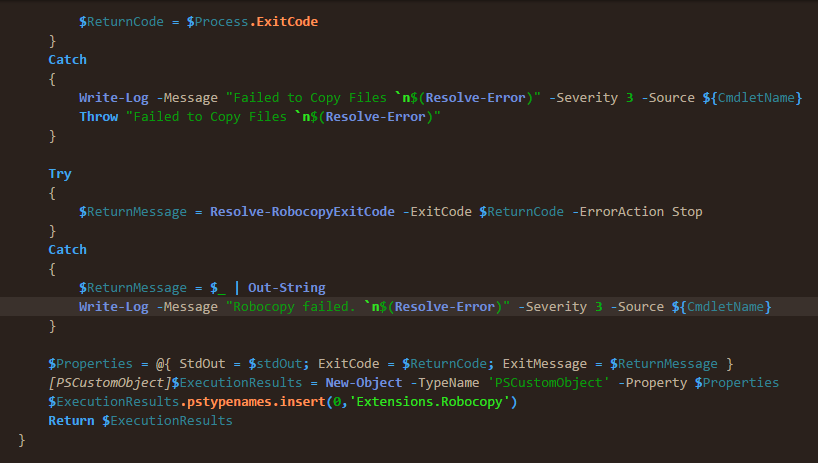 $ReturnCode = $Process.ExitCode
}
Catch
{
Write-Log -Message "Failed to Copy Files `n$(Resolve-Error)" -Severity 3 -Source ${CmdletName}
Throw "Failed to Copy Files `n$(Resolve-Error)"
}
Try
{
$ReturnMessage = Resolve-RobocopyExitCode -ExitCode $ReturnCode -ErrorAction Stop
}
Catch
{
$ReturnMessage = $_ | Out-String
Write-Log -Message "Robocopy failed. `n$(Resolve-Error)" -Severity 3 -Source ${CmdletName}
}
$Properties = @{ StdOut = $stdOut; ExitCode = $ReturnCode; ExitMessage = $ReturnMessage }
[PSCustomObject]$ExecutionResults = New-Object -TypeName 'PSCustomObject' -Property $Properties
$ExecutionResults.pstypenames.insert(0,'Extensions.Robocopy')
Return $ExecutionResults
}